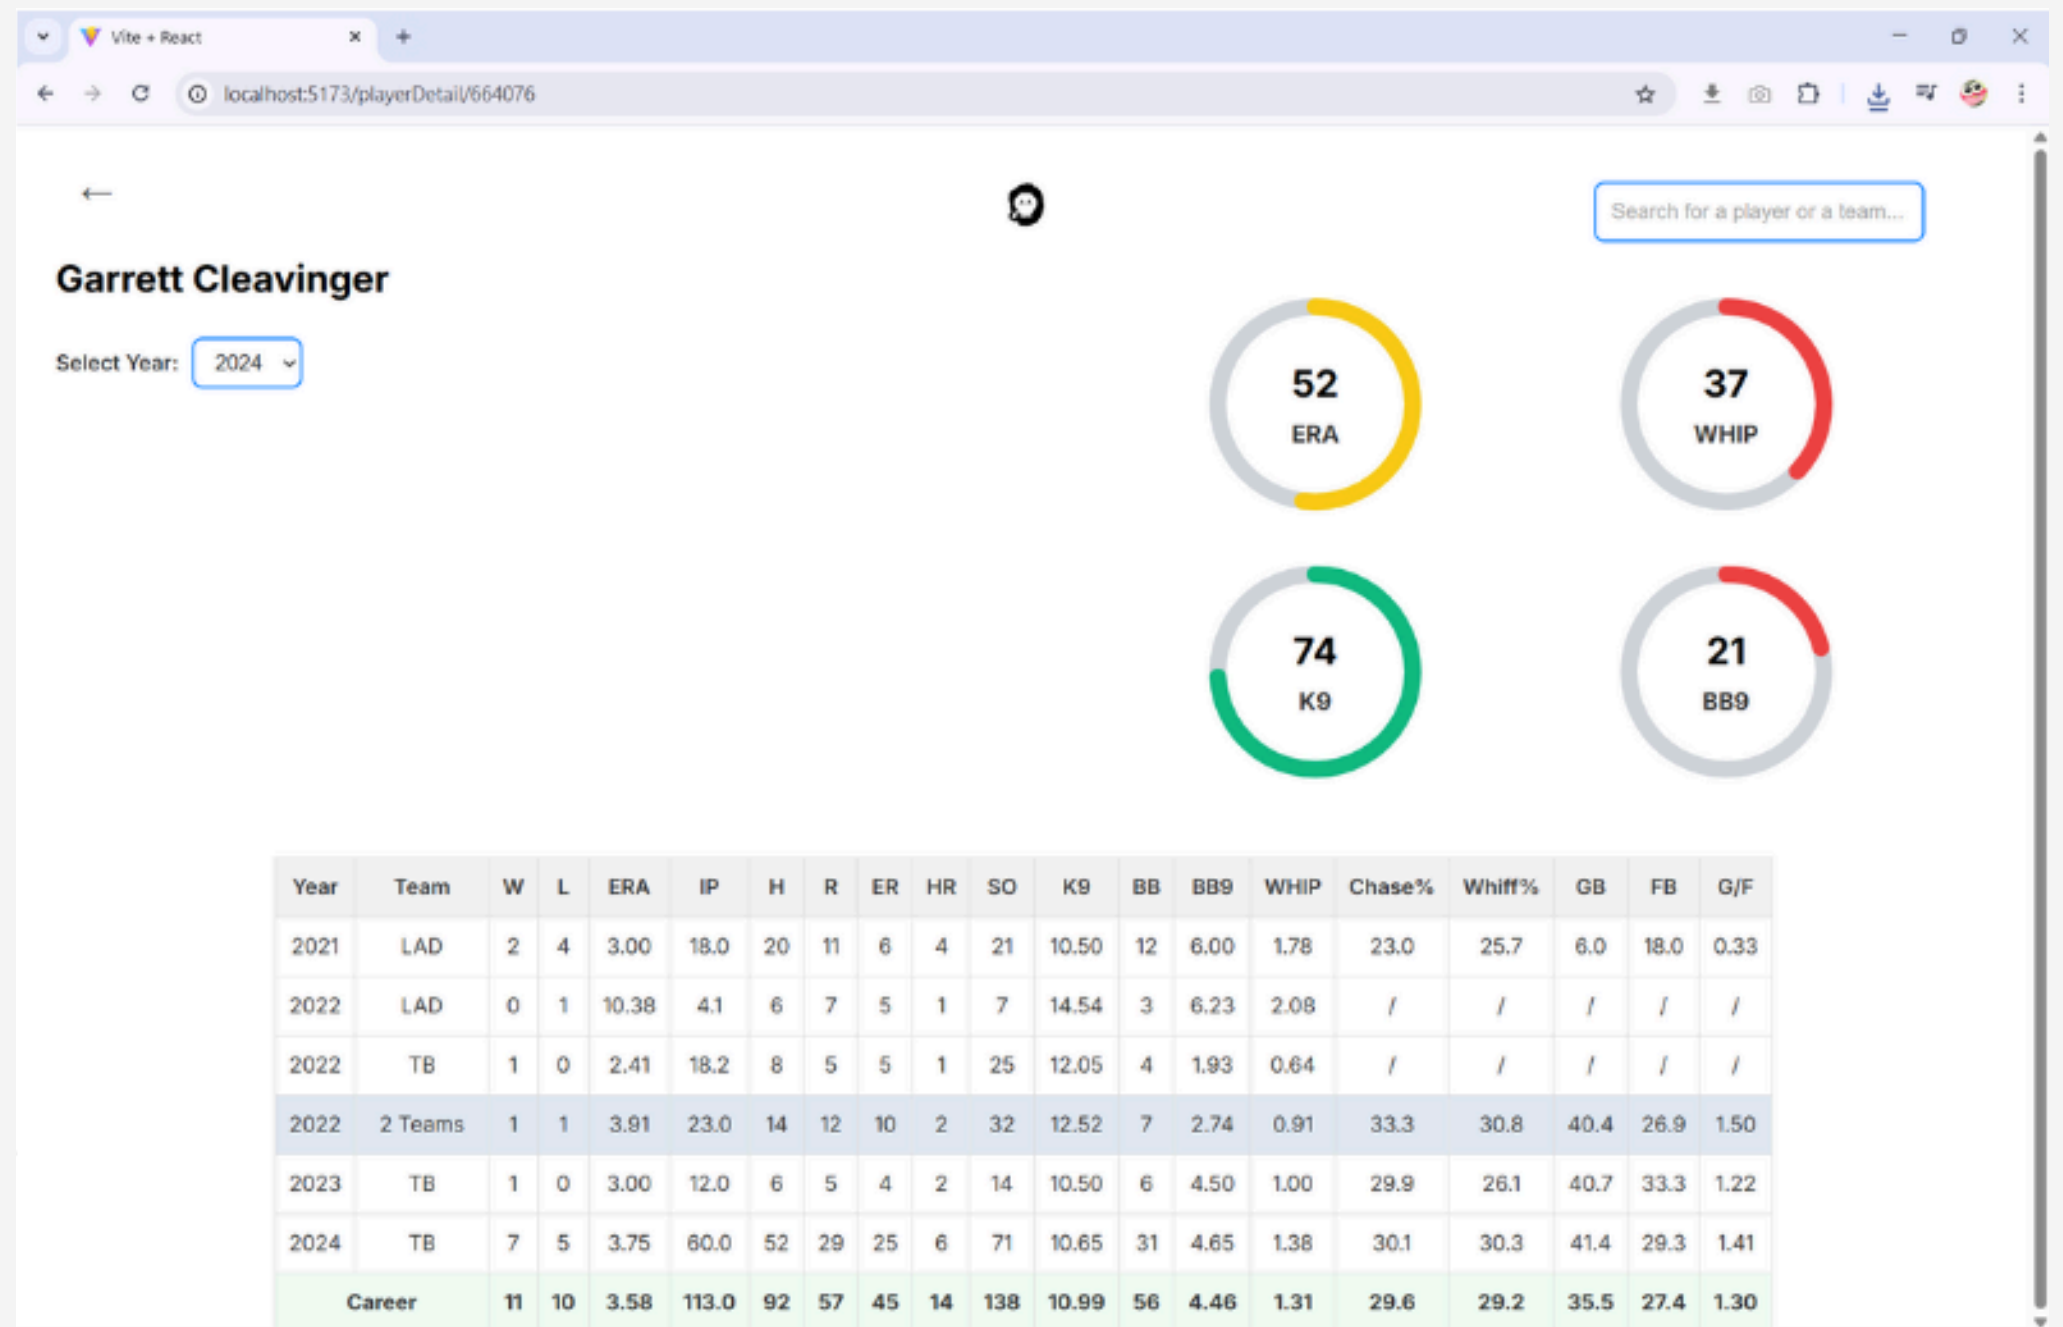 Vite + React
localhost:5173/playerDetail/664076
Search for a player or a team...
Garrett Cleavinger
Select Year: 2024
52
ERA
37
WHIP
74
K9
21
BB9
Year Team W L ERA IP H R ER HR SO K9 BB BB9 WHIP Chase% Whiff% GB FB G/F
2021 LAD 2 4 3.00 18.0 20 11 6 4 21 10.50 12 6.00 1.78 23.0 25.7 6.0 18.0 0.33
2022 LAD 0 1 10.38 4.1 6 7 5 1 7 14.54 3 6.23 2.08 / / / / /
2022 TB 1 0 2.41 18.2 8 5 5 1 25 12.05 4 1.93 0.64 / / / / /
2022 2 Teams 1 1 3.91 23.0 14 12 10 2 32 12.52 7 2.74 0.91 33.3 30.8 40.4 26.9 1.50
2023 TB 1 0 3.00 12.0 6 5 4 2 14 10.50 6 4.50 1.00 29.9 26.1 40.7 33.3 1.22
2024 TB 7 5 3.75 60.0 52 29 25 6 71 10.65 31 4.65 1.38 30.1 30.3 41.4 29.3 1.41
Career 11 10 3.58 113.0 92 57 45 14 138 10.99 56 4.46 1.31 29.6 29.2 35.5 27.4 1.30